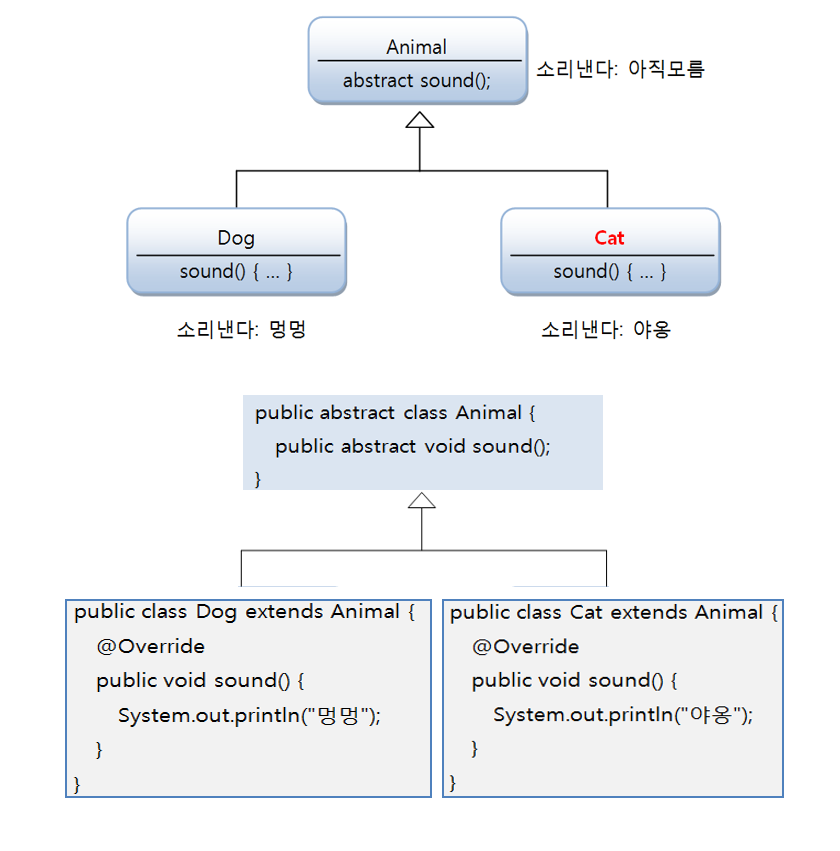 Animal
abstract sound();
소리낸다: 아직모름
Dog
sound() { ... }
Cat
sound() { ... }
소리낸다: 멍멍
소리낸다: 야옹
public abstract class Animal {
public abstract void sound();
}
public class Dog extends Animal {
@Override
public void sound() {
System.out.println("멍멍");
}
}
public class Cat extends Animal {
@Override
public void sound() {
System.out.println("야옹");
}
}